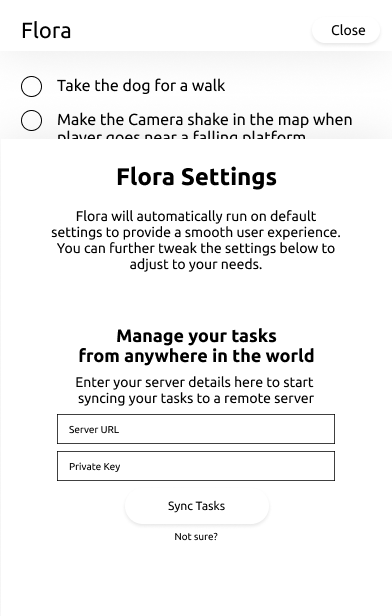 Flora
Close
Take the dog for a walk
Make the Camera shake in the map when
player goes near a falling platform
Flora Settings
Flora will automatically run on default
settings to provide a smooth user experience.
You can further tweak the settings below to
adjust to your needs.
Manage your tasks
from anywhere in the world
Enter your server details here to start
syncing your tasks to a remote server
Server URL
Private Key
Sync Tasks
Not sure?